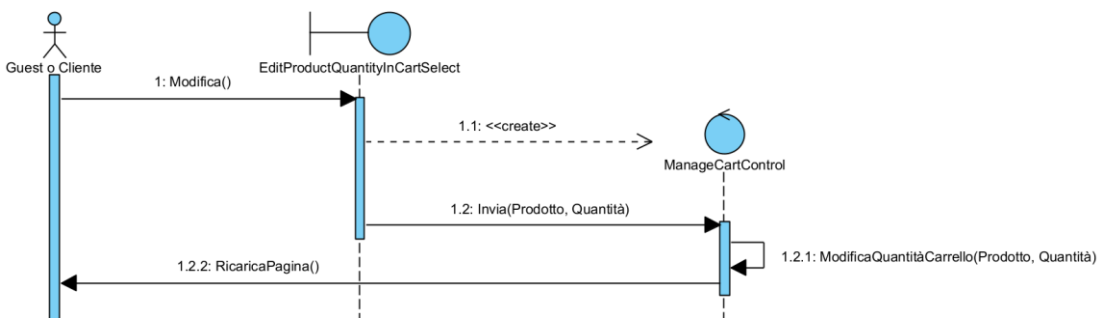 Guest o Cliente
EditProductQuantityInCartSelect
1: Modifica()
1.1: <<create>>
ManageCartControl
1.2: Invia(Prodotto, Quantità)
1.2.1: ModificaQuantitàCarrello(Prodotto, Quantità)
1.2.2: RicaricaPagina()